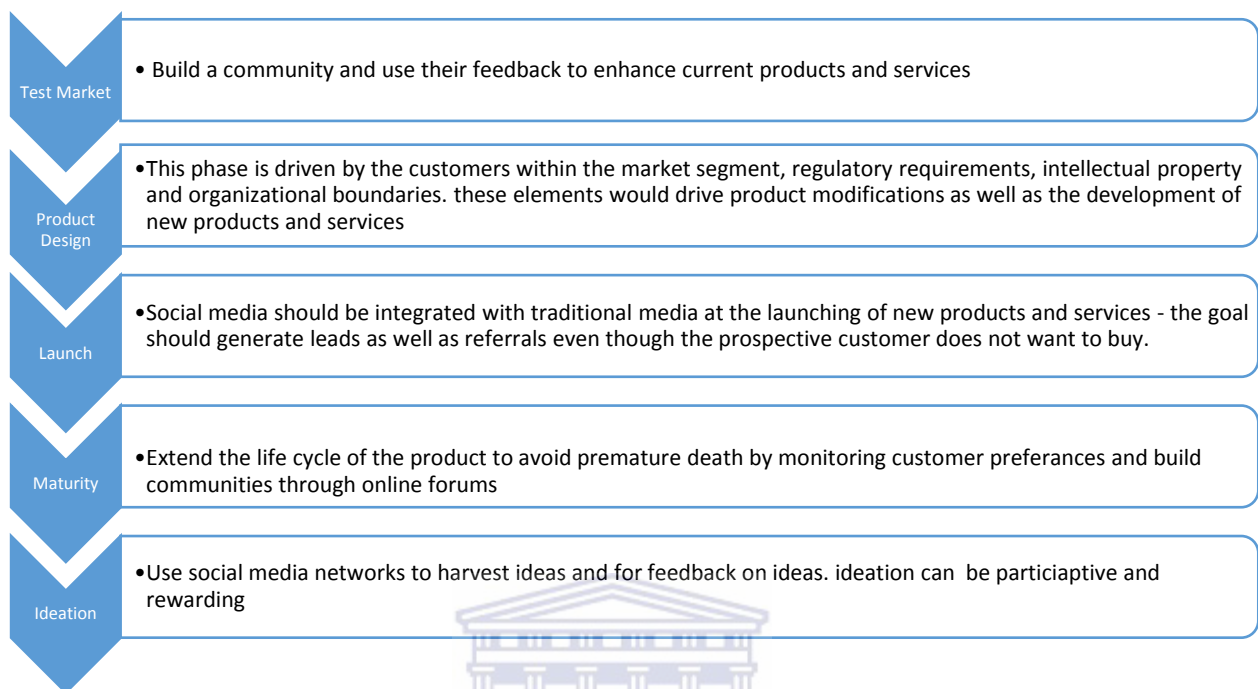 Test Market
• Build a community and use their feedback to enhance current products and services
Product
Design
•This phase is driven by the customers within the market segment, regulatory requirements, intellectual property
and organizational boundaries. these elements would drive product modifications as well as the development of
new products and services
Launch
•Social media should be integrated with traditional media at the launching of new products and services - the goal
should generate leads as well as referrals even though the prospective customer does not want to buy.
Maturity
•Extend the life cycle of the product to avoid premature death by monitoring customer preferances and build
communities through online forums
Ideation
•Use social media networks to harvest ideas and for feedback on ideas. ideation can  be particiaptive and
rewarding